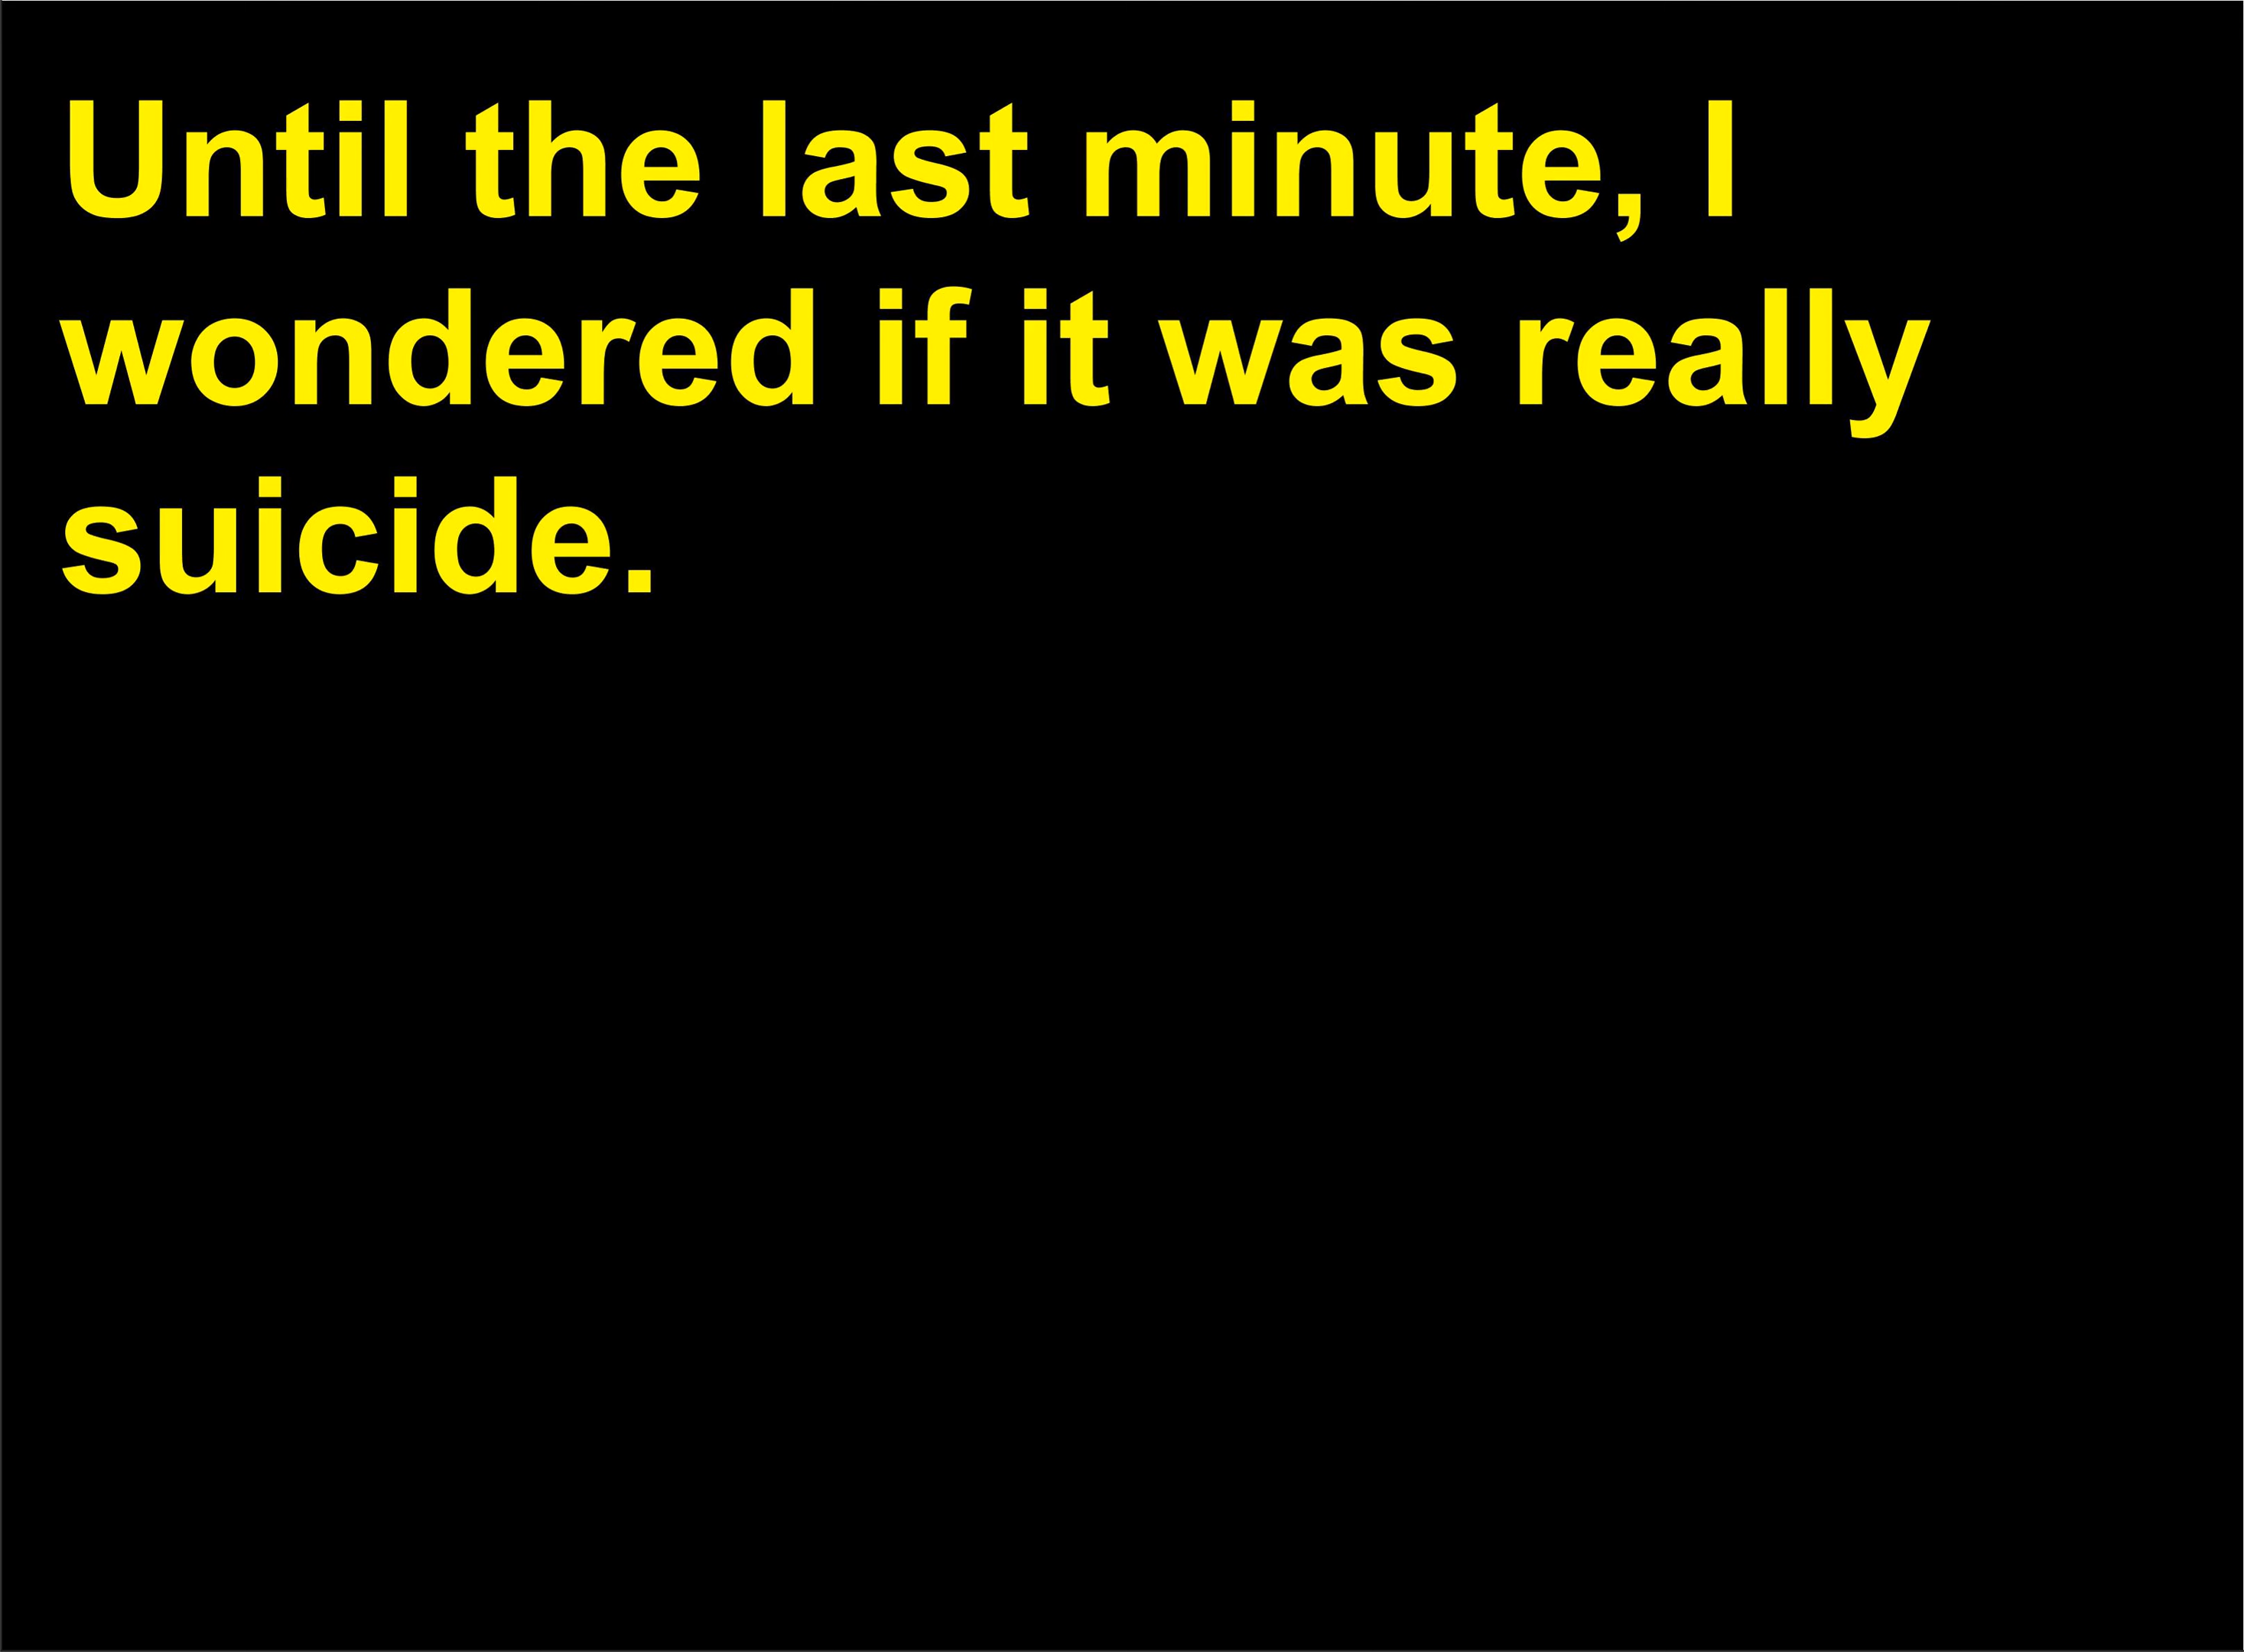 Until the last minute, I
wondered if it was really
suicide.